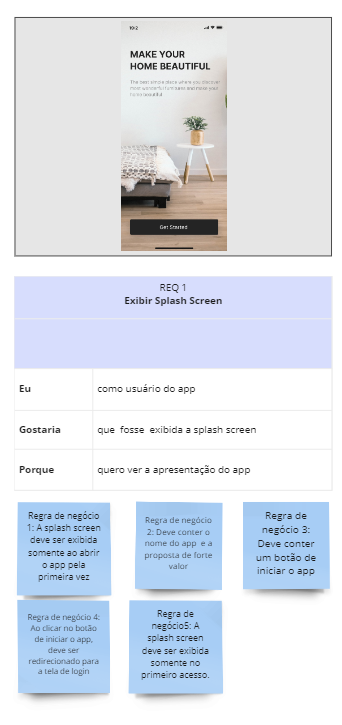 19:2
MAKE YOUR
HOME BEAUTIFUL
The best simple place where you discover
most wonderful furnitures and make your
home beautiful
Get Started
REQ 1
Exibir Splash Screen
Eu
como usuário do app
Gostaria
que fosse exibida a splash screen
Porque
quero ver a apresentação do app
Regra de negócio
1: A splash screen
deve ser exibida
somente ao abrir
o app pela
primeira vez
Regra de negócio
2: Deve conter o
nome do app e a
proposta de forte
valor
Regra de
negócio 3:
Deve conter
um botão de
iniciar o app
Regra de negócio 4:
Ao clicar no botão
de iniciar o app,
deve ser
redirecionado para
a tela de login
Regra de
negócio5: A
splash screen
deve ser exibida
somente no
primeiro acesso.